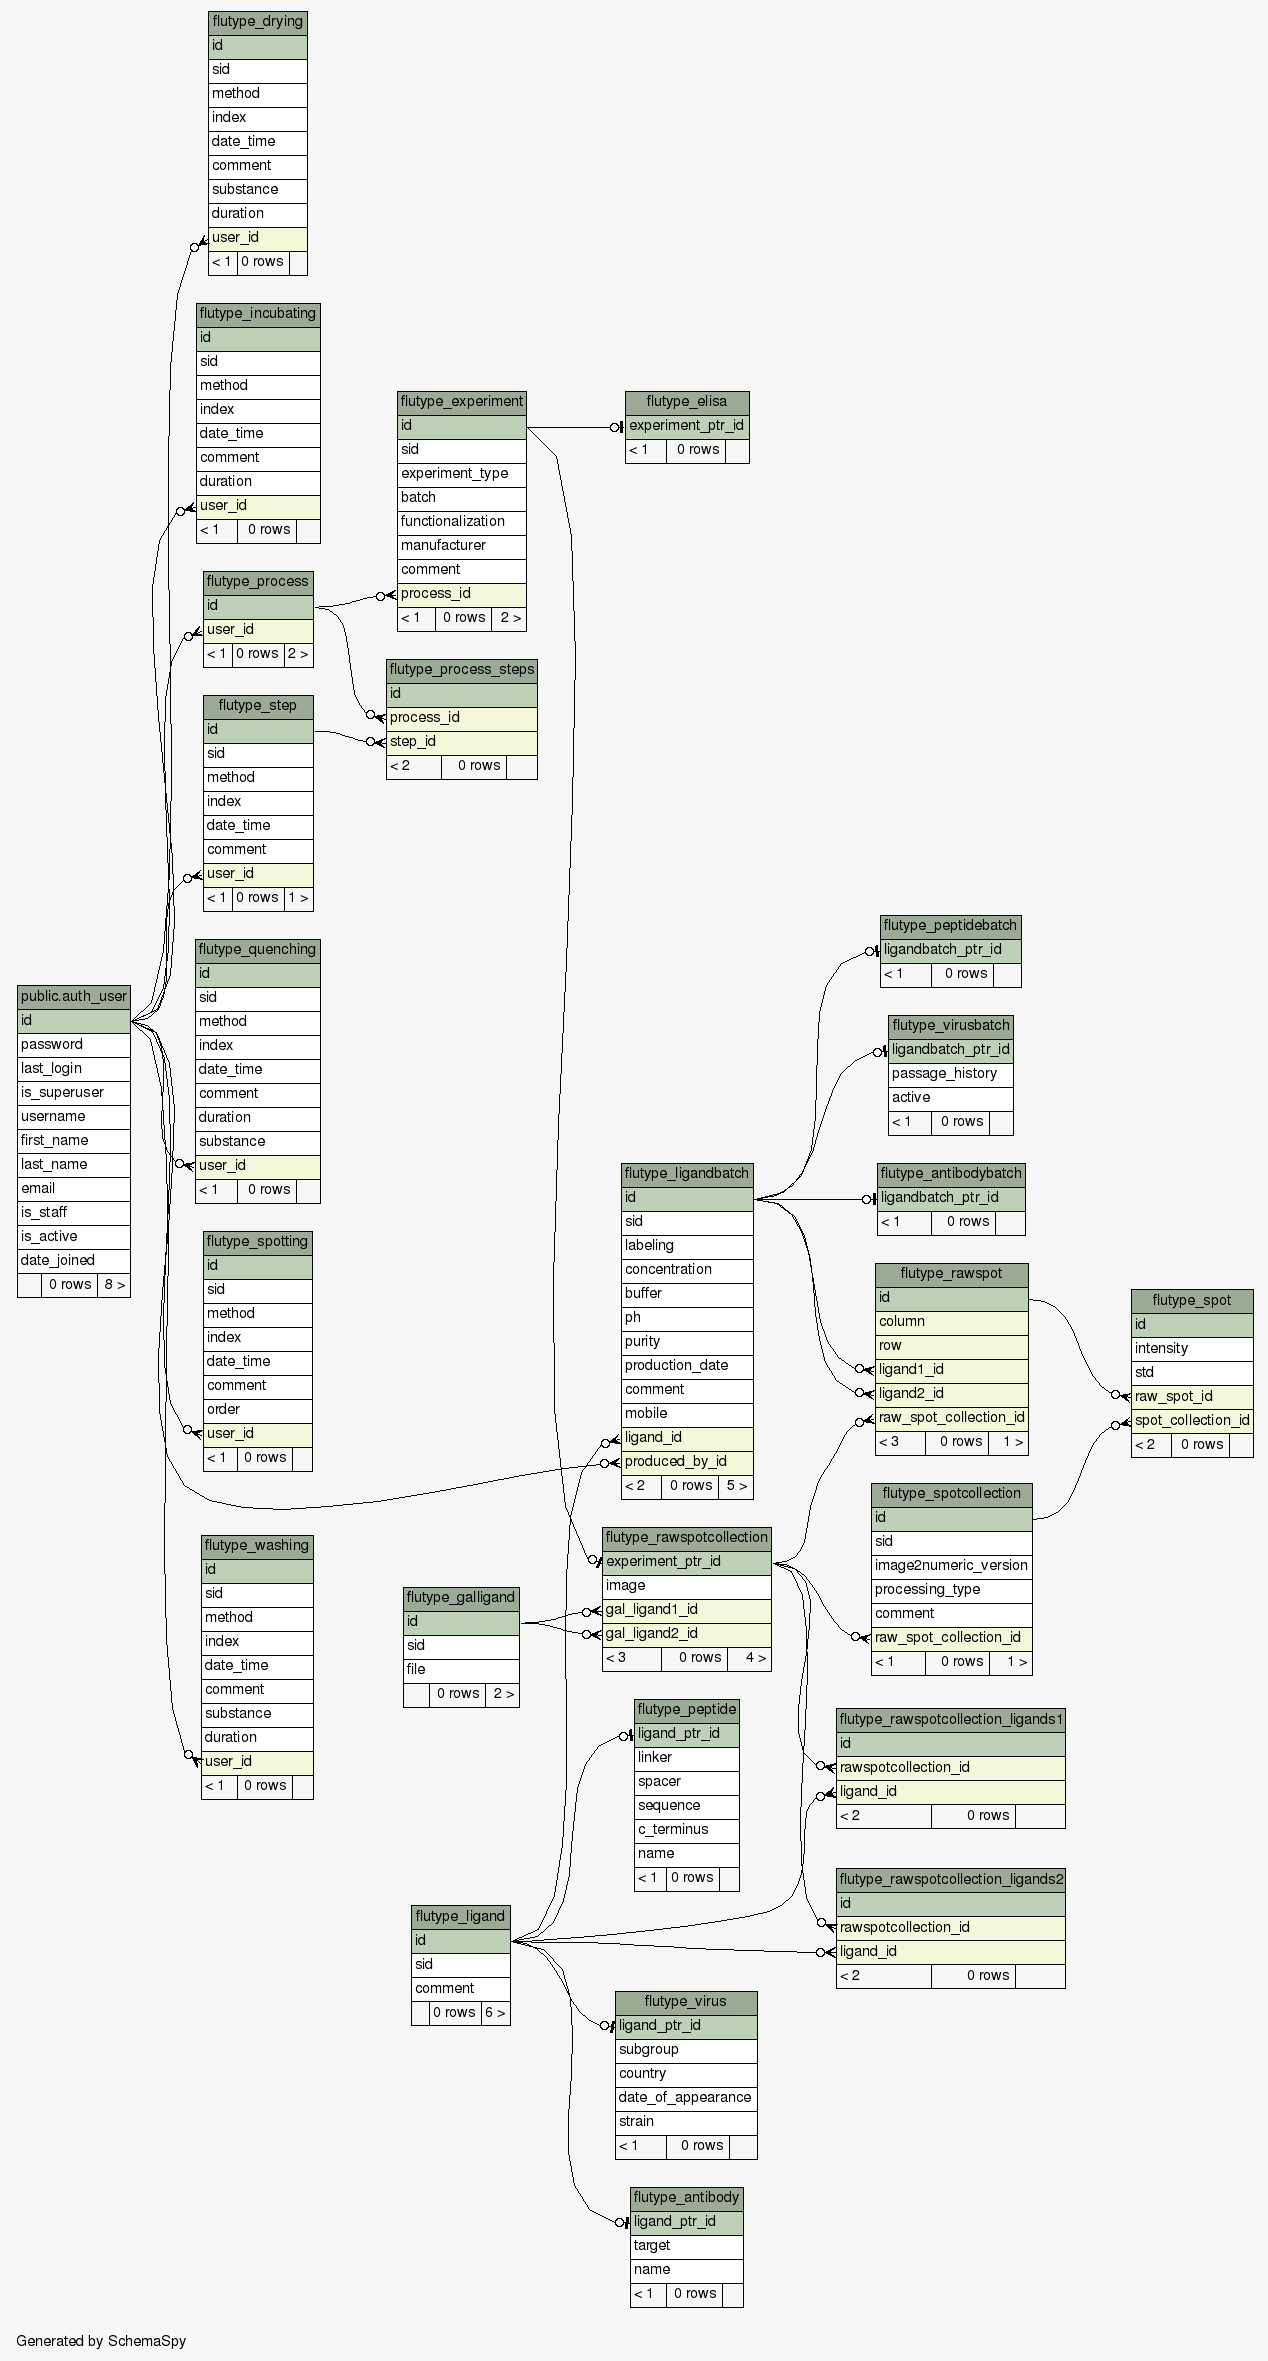 flutype_drying
id
sid
method
index
date_time
comment
substance
duration
user_id
< 1 0 rows
flutype_incubating
id
sid
method
index
date_time
comment
duration
user_id
< 1 0 rows
flutype_experiment
id
sid
experiment_type
batch
functionalization
manufacturer
comment
process_id
< 1 0 rows 2 >
flutype_elisa
experiment_ptr_id
< 1 0 rows
flutype_process
id
user_id
< 1 0 rows 2 >
flutype_process_steps
id
process_id
step_id
< 2 0 rows
flutype_step
id
sid
method
index
date_time
comment
user_id
< 1 0 rows 1 >
flutype_quenching
id
sid
method
index
date_time
comment
duration
substance
user_id
< 1 0 rows
public.auth_user
id
password
last_login
is_superuser
username
first_name
last_name
email
is_staff
is_active
date_joined
0 rows 8 >
flutype_spotting
id
sid
method
index
date_time
comment
order
user_id
< 1 0 rows
flutype_washing
id
sid
method
index
date_time
comment
substance
duration
user_id
< 1 0 rows
flutype_peptidebatch
ligandbatch_ptr_id
< 1 0 rows
flutype_virusbatch
ligandbatch_ptr_id
passage_history
active
< 1 0 rows
flutype_ligandbatch
id
sid
labeling
concentration
buffer
ph
purity
production_date
comment
mobile
ligand_id
produced_by_id
< 2 0 rows 5 >
flutype_antibodybatch
ligandbatch_ptr_id
< 1 0 rows
flutype_rawspot
id
column
row
ligand1_id
ligand2_id
raw_spot_collection_id
< 3 0 rows 1 >
flutype_spot
id
intensity
std
raw_spot_id
spot_collection_id
< 2 0 rows
flutype_spotcollection
id
sid
image2numeric_version
processing_type
comment
raw_spot_collection_id
< 1 0 rows 1 >
flutype_rawspotcollection
experiment_ptr_id
image
gal_ligand1_id
gal_ligand2_id
< 3 0 rows 4 >
flutype_galligand
id
sid
file
0 rows 2 >
flutype_peptide
ligand_ptr_id
linker
spacer
sequence
c_terminus
name
< 1 0 rows
flutype_rawspotcollection_ligands1
id
rawspotcollection_id
ligand_id
< 2 0 rows
flutype_rawspotcollection_ligands2
id
rawspotcollection_id
ligand_id
< 2 0 rows
flutype_ligand
id
sid
comment
0 rows 6 >
flutype_virus
ligand_ptr_id
subgroup
country
date_of_appearance
strain
< 1 0 rows
flutype_antibody
ligand_ptr_id
target
name
< 1 0 rows
Generated by SchemaSpy